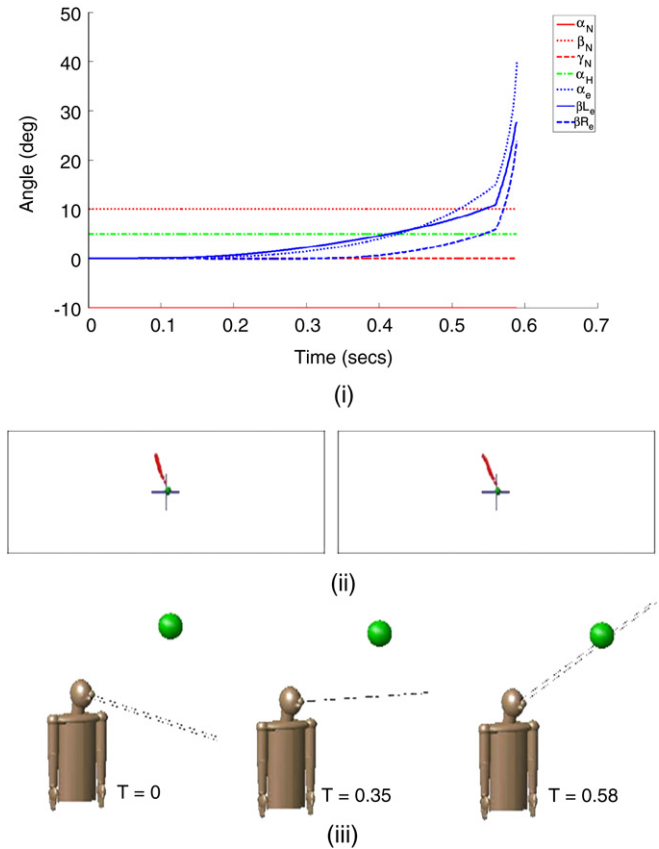 50
40
30
20
10
0
-10
0 0.1 0.2 0.3 0.4 0.5 0.6 0.7
Angle (deg)
Time (secs)
α_N
β_N
γ_N
α_H
α_e
βL_e
βR_e
(i)
(ii)
T = 0
T = 0.35
T = 0.58
(iii)